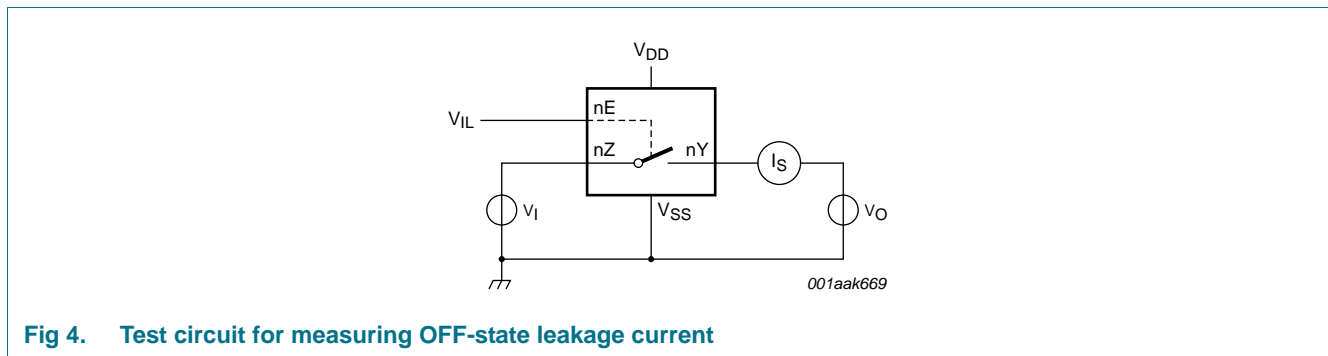 VDD
nE
VIL
nZ
nY
IS
VI
VSS
VO
001aak669
Fig 4. Test circuit for measuring OFF-state leakage current